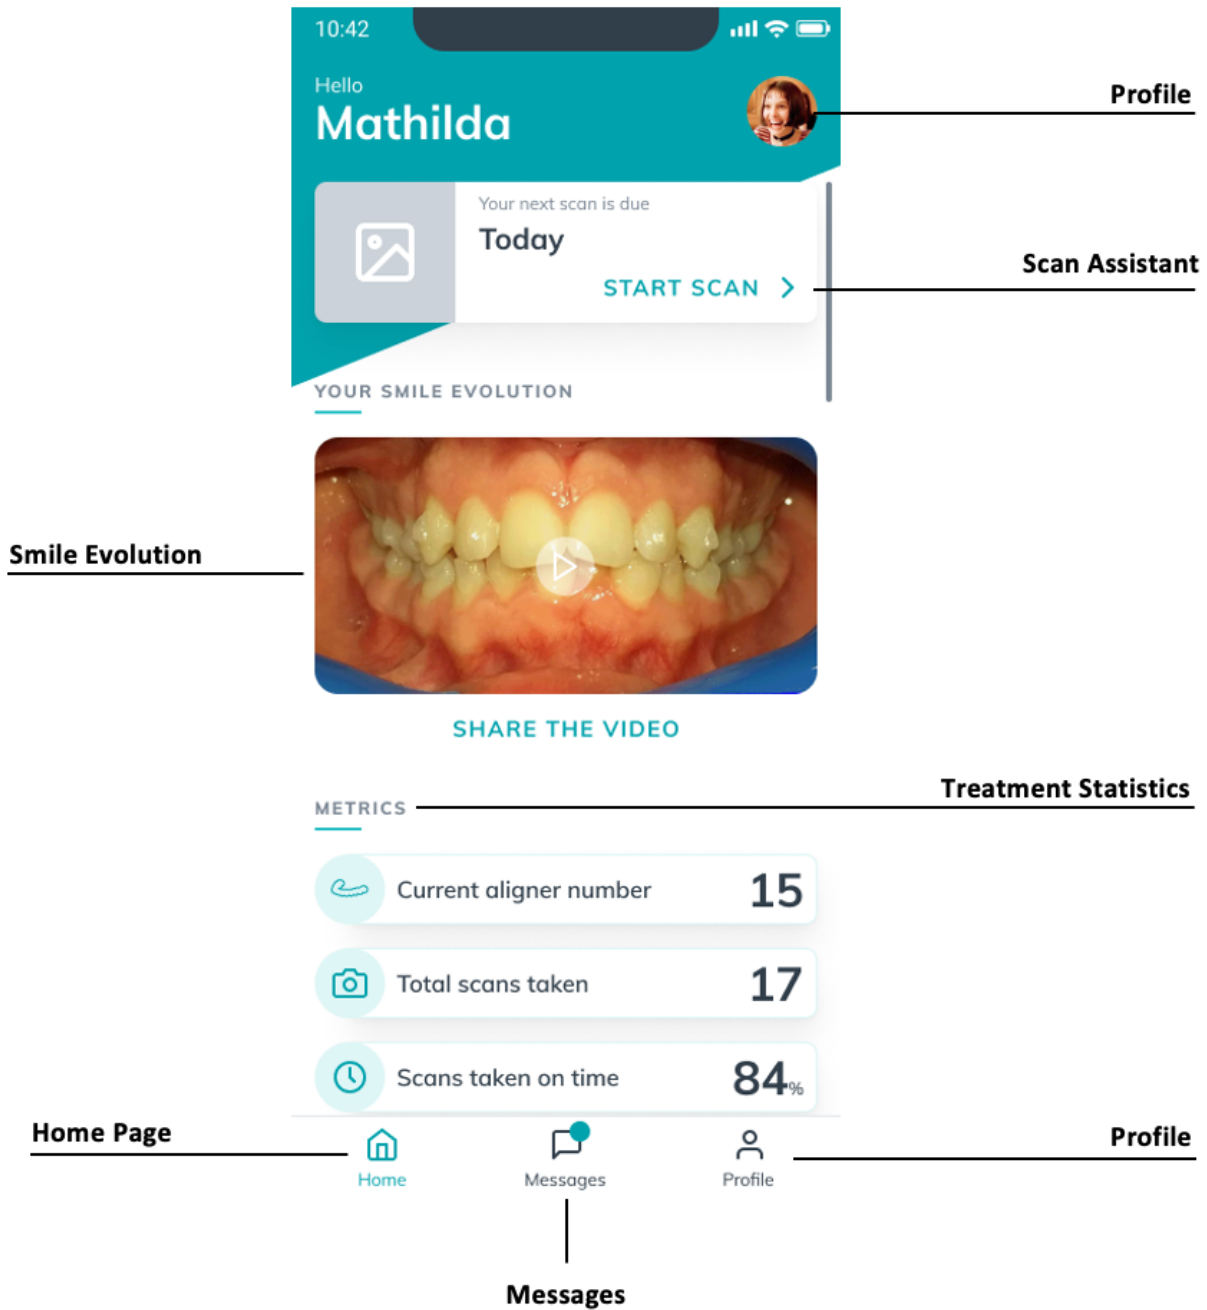 10:42
Hello
Mathilda
Profile
Your next scan is due
Today
Scan Assistant
START SCAN
YOUR SMILE EVOLUTION
Smile Evolution
SHARE THE VIDEO
Treatment Statistics
METRICS
Current aligner number 15
Total scans taken 17
Scans taken on time 84%
Home Page
Profile
Home Messages Profile
Messages